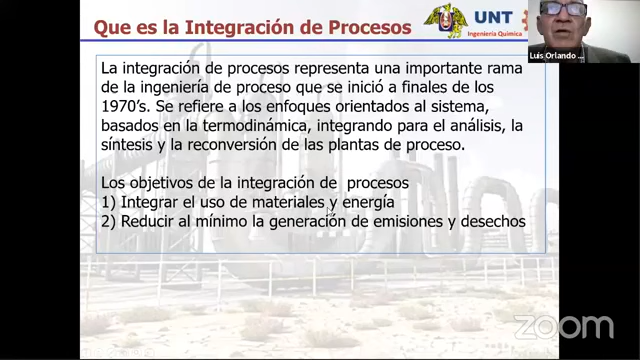 Que es la Integración de Procesos
UNT
Ingeniería Química
Luis Orlando ...
La integración de procesos representa una importante rama
de la ingeniería de proceso que se inició a finales de los
1970's. Se refiere a los enfoques orientados al sistema,
basados en la termodinámica, integrando para el análisis, la
síntesis y la reconversión de las plantas de proceso.
Los objetivos de la integración de procesos
1) Integrar el uso de materiales y energía
2) Reducir al mínimo la generación de emisiones y desechos
zoom